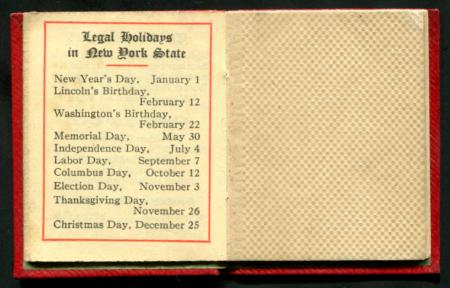 Legal Holidays
in New York State
New Year's Day, January 1
Lincoln's Birthday,
February 12
Washington's Birthday,
February 22
Memorial Day, May 30
Independence Day, July 4
Labor Day, September 7
Columbus Day, October 12
Election Day, November 3
Thanksgiving Day,
November 26
Christmas Day, December 25